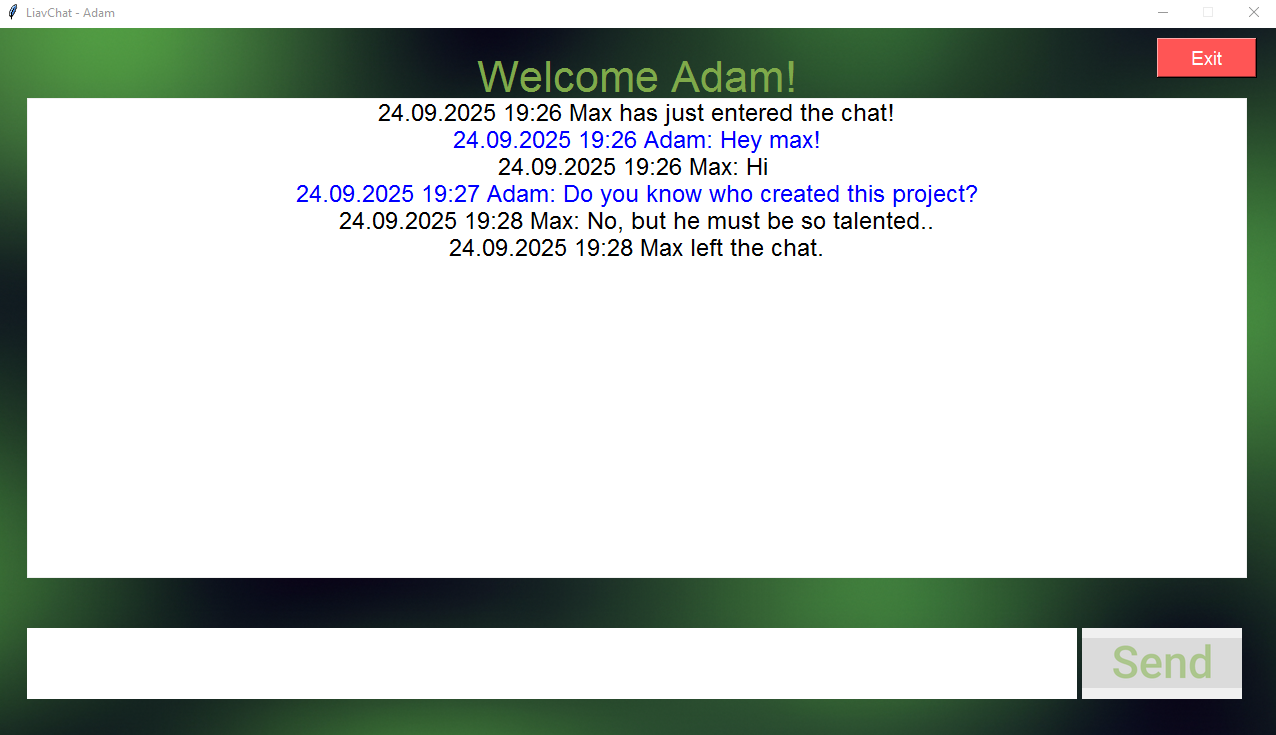 LiavChat - Adam
Exit
Welcome Adam!
24.09.2025 19:26 Max has just entered the chat!
24.09.2025 19:26 Adam: Hey max!
24.09.2025 19:26 Max: Hi
24.09.2025 19:27 Adam: Do you know who created this project?
24.09.2025 19:28 Max: No, but he must be so talented..
24.09.2025 19:28 Max left the chat.
Send